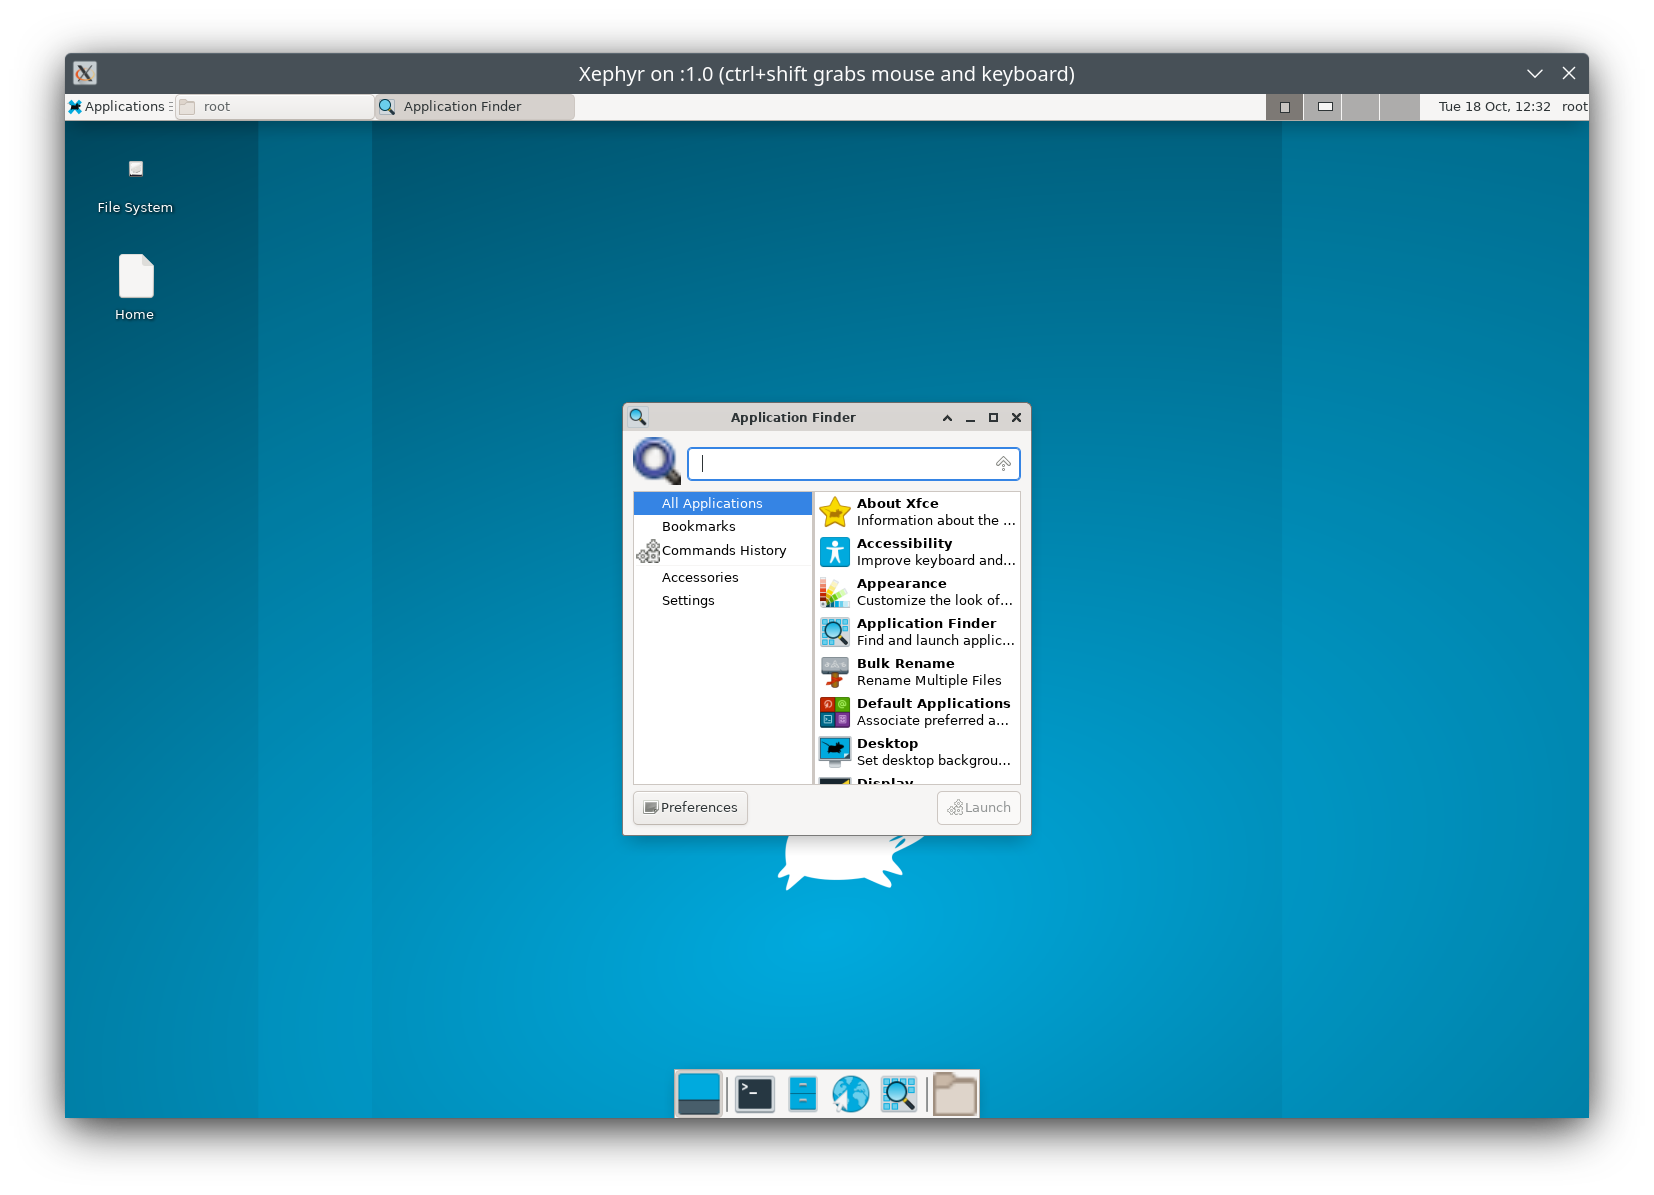 Xephyr on :1.0 (ctrl+shift grabs mouse and keyboard)
Applications root Application Finder Tue 18 Oct, 12:32 root
File System
Home
Application Finder
All Applications
Bookmarks
Commands History
Accessories
Settings
About Xfce
Information about the ...
Accessibility
Improve keyboard and...
Appearance
Customize the look of...
Application Finder
Find and launch applic...
Bulk Rename
Rename Multiple Files
Default Applications
Associate preferred a...
Desktop
Set desktop backgrou...
Display
Preferences
Launch